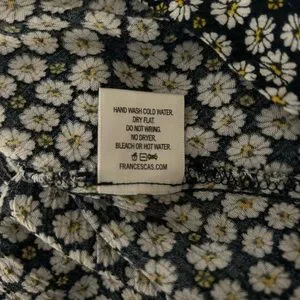 HAND WASH COLD WATER.
DRY FLAT
DO NOT WRING.
NO DRYER,
BLEACH OR HOT WATER.
FRANCESCAS.COM